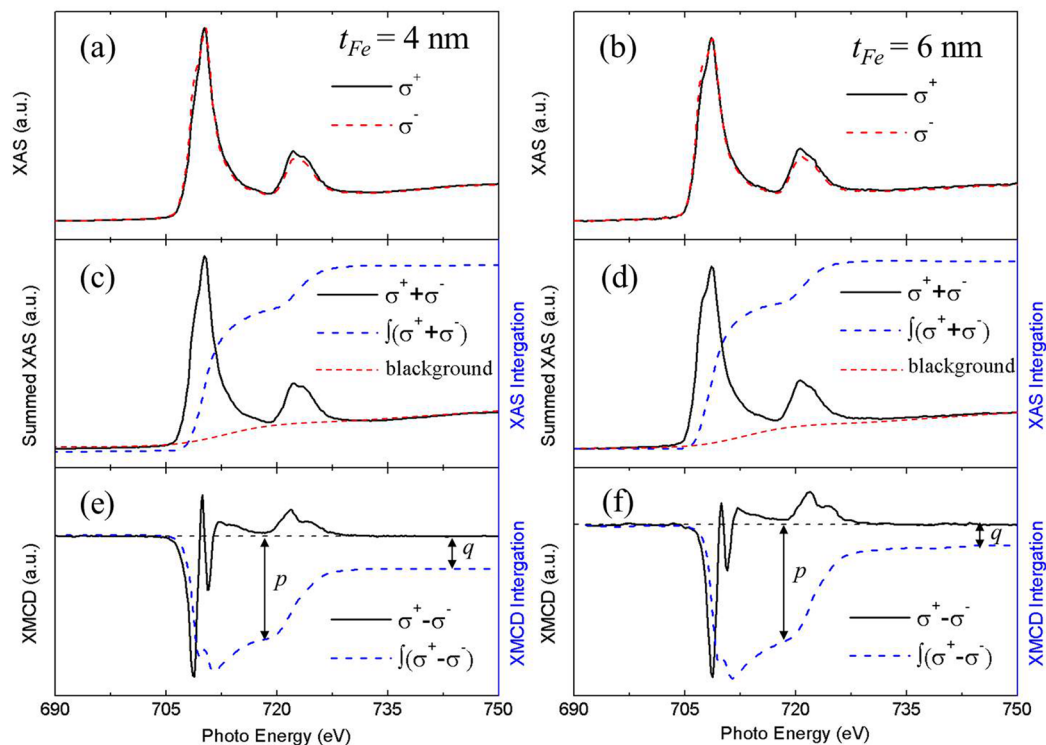 (a)
t_Fe = 4 nm
σ⁺
σ⁻
XAS (a.u.)
(b)
t_Fe = 6 nm
σ⁺
σ⁻
XAS (a.u.)
(c)
σ⁺+σ⁻
∫(σ⁺+σ⁻)
blackground
Summed XAS (a.u.)
XAS Intergation
(d)
σ⁺+σ⁻
∫(σ⁺+σ⁻)
blackground
Summed XAS (a.u.)
XAS Intergation
(e)
p
q
σ⁺-σ⁻
∫(σ⁺-σ⁻)
XMCD (a.u.)
XMCD Intergation
690 705 720 735 750
Photo Energy (eV)
(f)
p
q
σ⁺-σ⁻
∫(σ⁺-σ⁻)
XMCD (a.u.)
XMCD Intergation
690 705 720 735 750
Photo Energy (eV)